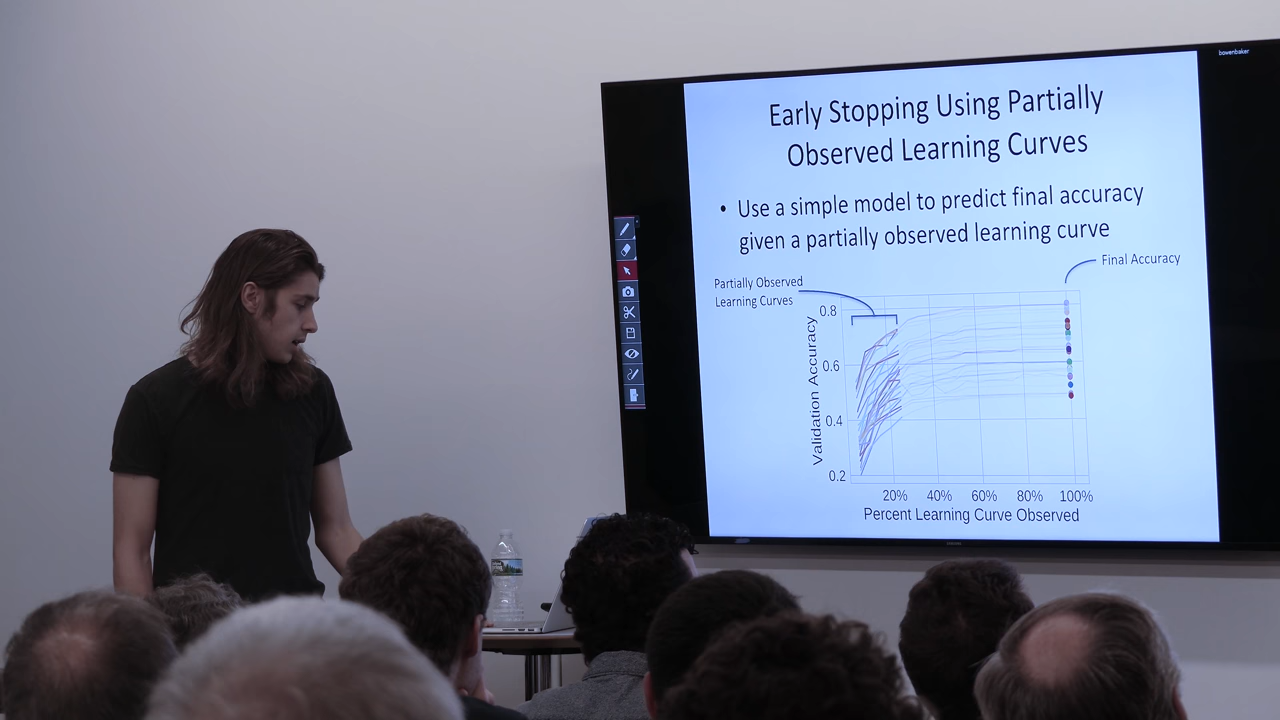 bowenbaker
Early Stopping Using Partially
Observed Learning Curves
• Use a simple model to predict final accuracy
given a partially observed learning curve
Final Accuracy
Partially Observed
Learning Curves
Validation Accuracy
0.8
0.6
0.4
0.2
20% 40% 60% 80% 100%
Percent Learning Curve Observed